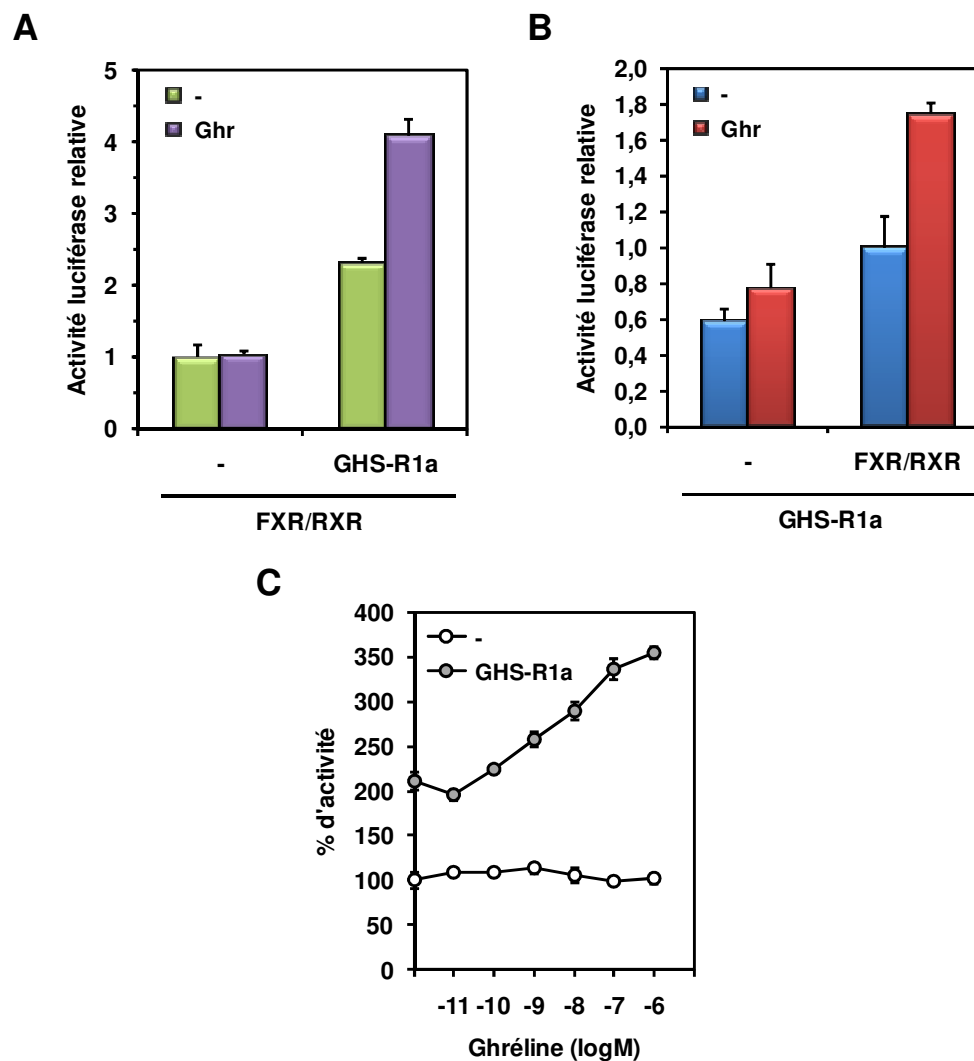 A
Activité luciférase relative
5
4
3
2
1
0
-
Ghr
-
GHS-R1a
FXR/RXR
B
Activité luciférase relative
2,0
1,8
1,6
1,4
1,2
1,0
0,8
0,6
0,4
0,2
0,0
-
Ghr
-
FXR/RXR
GHS-R1a
C
% d'activité
400
350
300
250
200
150
100
50
0
-
GHS-R1a
-11 -10 -9 -8 -7 -6
Ghréline (logM)